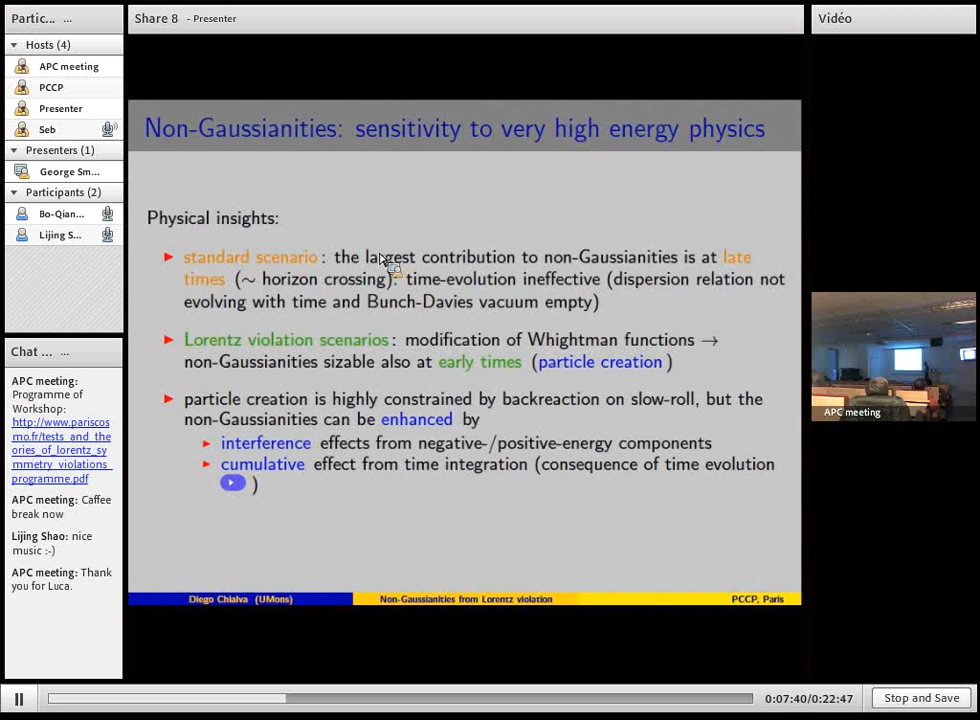 Partic... ...
Share 8 - Presenter
Vidéo
Hosts (4)
APC meeting
PCCP
Presenter
Seb
Presenters (1)
George Sm...
Participants (2)
Bo-Qian...
Lijing S...
Chat ... ...
APC meeting:
Programme of
Workshop:
http://www.pariscos
mo.fr/tests_and_the
ories_of_lorentz_sy
mmetry_violations_
programme.pdf
APC meeting: Caffee
break now
Lijing Shao: nice
music :-)
APC meeting: Thank
you for Luca.
Non-Gaussianities: sensitivity to very high energy physics
Physical insights:
standard scenario: the largest contribution to non-Gaussianities is at late
times (∼ horizon crossing): time-evolution ineffective (dispersion relation not
evolving with time and Bunch-Davies vacuum empty)
Lorentz violation scenarios: modification of Whightman functions →
non-Gaussianities sizable also at early times (particle creation)
particle creation is highly constrained by backreaction on slow-roll, but the
non-Gaussianities can be enhanced by
interference effects from negative-/positive-energy components
cumulative effect from time integration (consequence of time evolution
)
Diego Chialva (UMons)
Non-Gaussianities from Lorentz violation
PCCP, Paris
APC meeting
0:07:40/0:22:47
Stop and Save